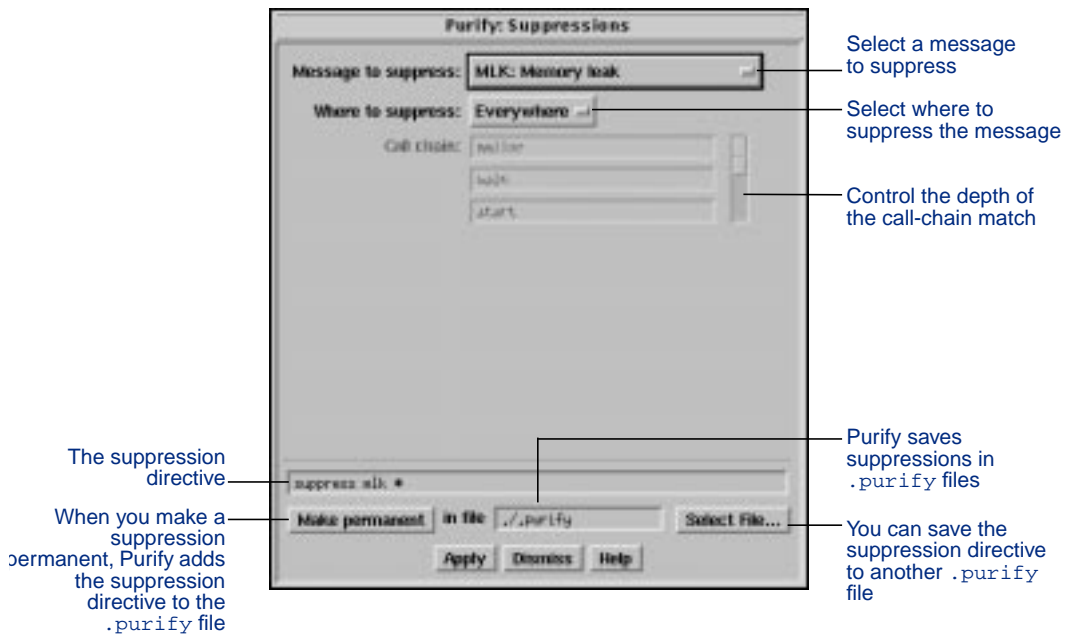 Purify: Suppressions
Message to suppress: MLK: Memory leak
Where to suppress: Everywhere
Call chain: malloc
main
start
suppress mlk *
Make permanent in file ./.purify Select File...
Apply Dismiss Help
Select a message
to suppress
Select where to
suppress the message
Control the depth of
the call-chain match
Purify saves
suppressions in
.purify files
You can save the
suppression directive
to another .purify
file
The suppression
directive
When you make a
suppression
permanent, Purify adds
the suppression
directive to the
.purify file